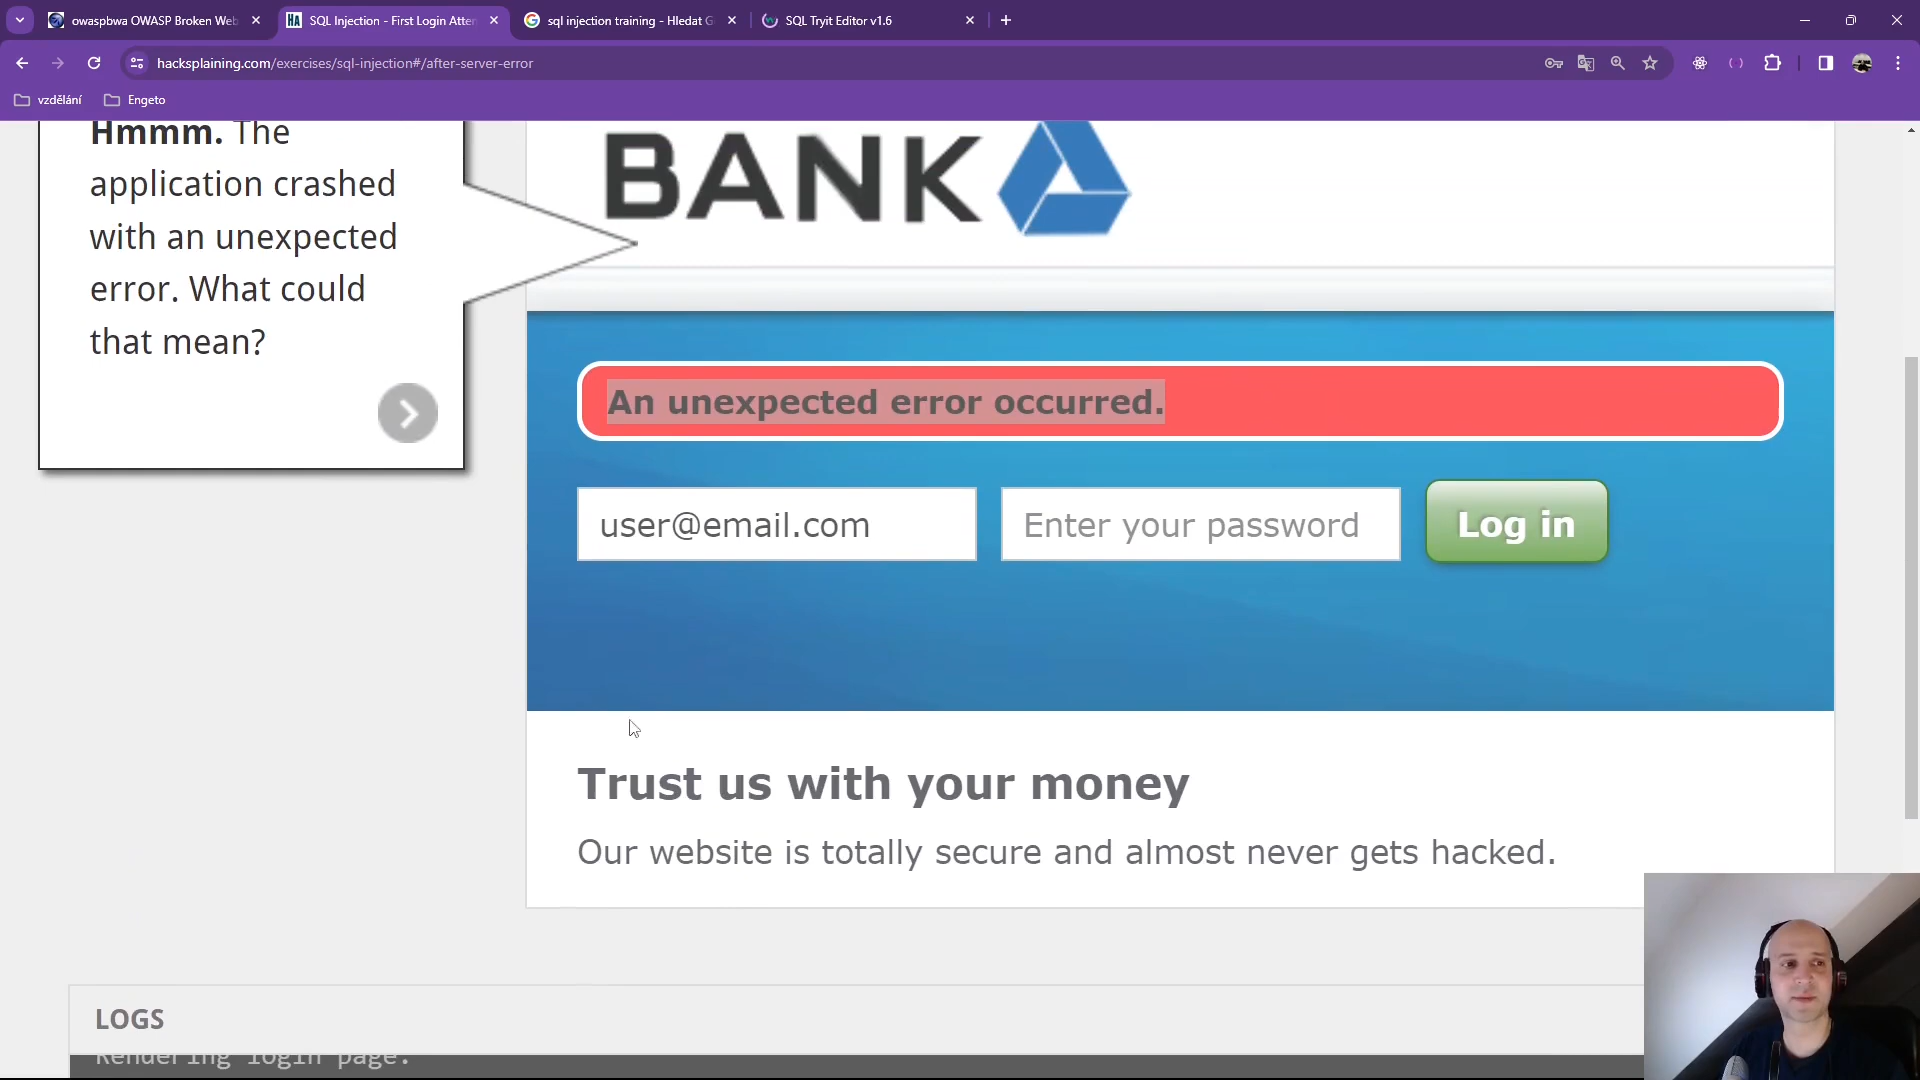 owaspbwa OWASP Broken Web
SQL Injection - First Login Atte
sql injection training - Hledat G
SQL Tryit Editor v1.6
hacksplaining.com/exercises/sql-injection#/after-server-error
vzdělání
Engeto
Hmmm. The
application crashed
with an unexpected
error. What could
that mean?
BANK
An unexpected error occurred.
user@email.com
Enter your password
Log in
Trust us with your money
Our website is totally secure and almost never gets hacked.
LOGS
Rendering login page.